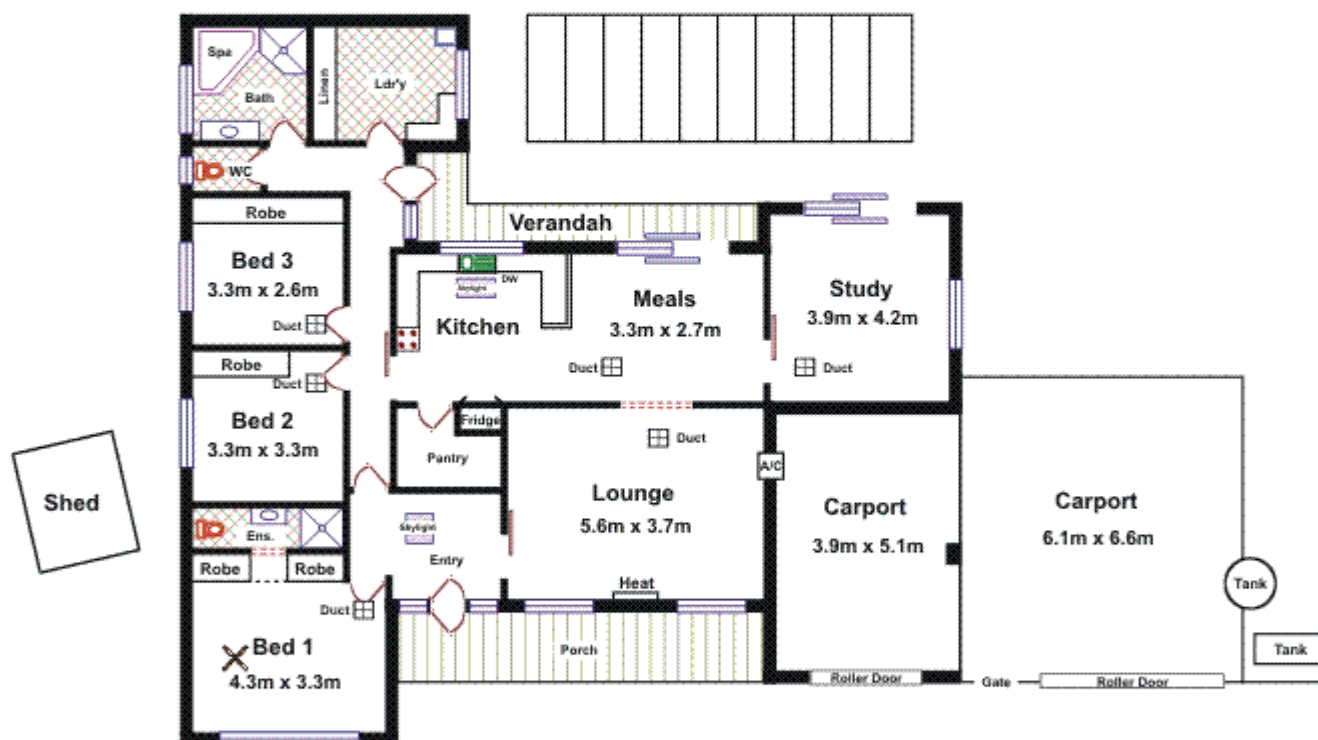 Spa
Bath
Linen
Ldr'y
WC
Robe
Verandah
Bed 3
3.3m x 2.6m
Duct
Skylight
DW
Kitchen
Meals
3.3m x 2.7m
Duct
Study
3.9m x 4.2m
Duct
Robe
Duct
Bed 2
3.3m x 3.3m
Fridge
Pantry
Duct
A/C
Shed
Lounge
5.6m x 3.7m
Carport
3.9m x 5.1m
Carport
6.1m x 6.6m
Ens.
Skylight
Entry
Robe
Robe
Heat
Tank
Duct
Bed 1
4.3m x 3.3m
Porch
Tank
Roller Door
Gate
Roller Door